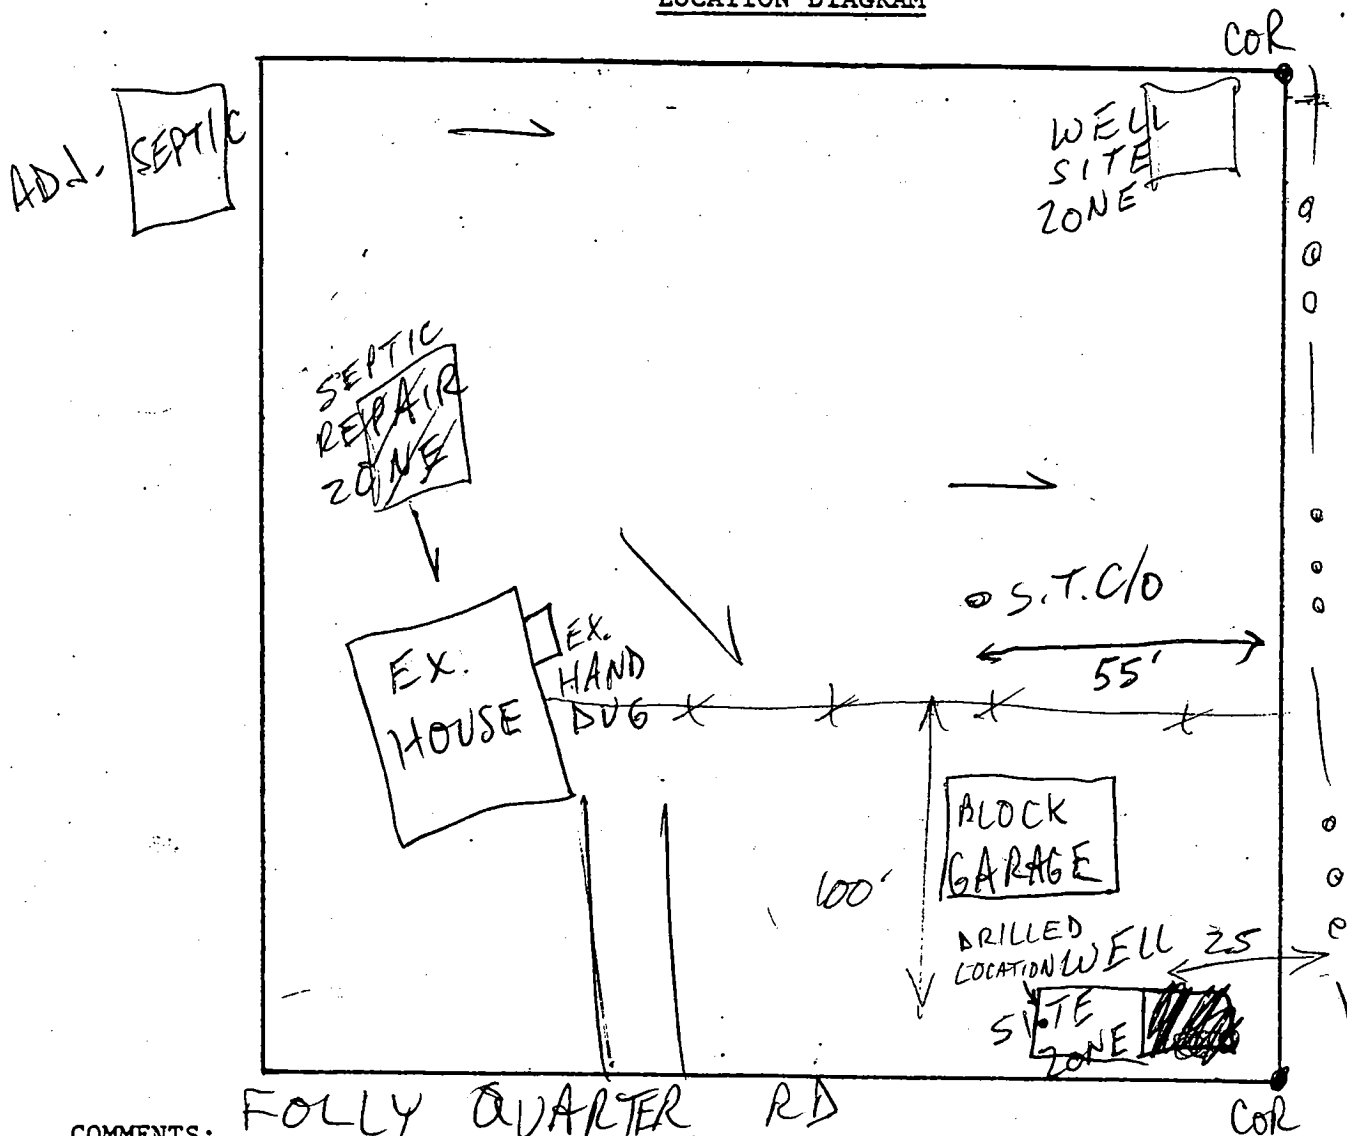 LOCATION DIAGRAM
COR
ADD. SEPTIC
WELL
SITE
ZONE
SEPTIC
REPAIR
ZONE
S.T. C/O
55'
EX.
HOUSE
EX.
HAND
DUG
BLOCK
GARAGE
100'
DRILLED
LOCATION
WELL
25
SITE
ZONE
FOLLY QUARTER RD
COR
COMMENTS: